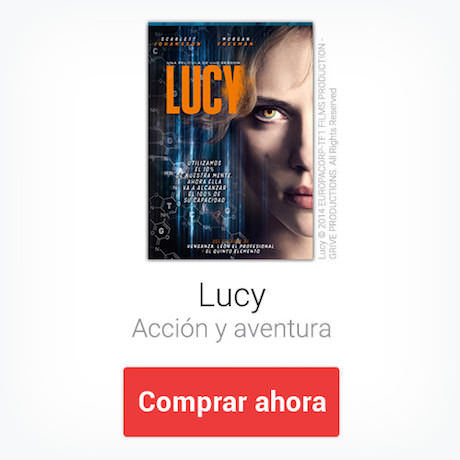 SCARLETT MORGAN
JOHANSSON FREEMAN
UNA PELÍCULA DE LUC BESSON
LUCY
UTILIZAMOS
EL 10%
DE NUESTRA MENTE.
AHORA ELLA
VA A ALCANZAR
EL 100% DE
SU CAPACIDAD
VENGANZA, LEÓN EL PROFESIONAL
Y EL QUINTO ELEMENTO
Lucy © 2014 EUROPACORP-TF1 FILMS PRODUCTION -
GRIVE PRODUCTIONS. All Rights Reserved
Lucy
Acción y aventura
Comprar ahora